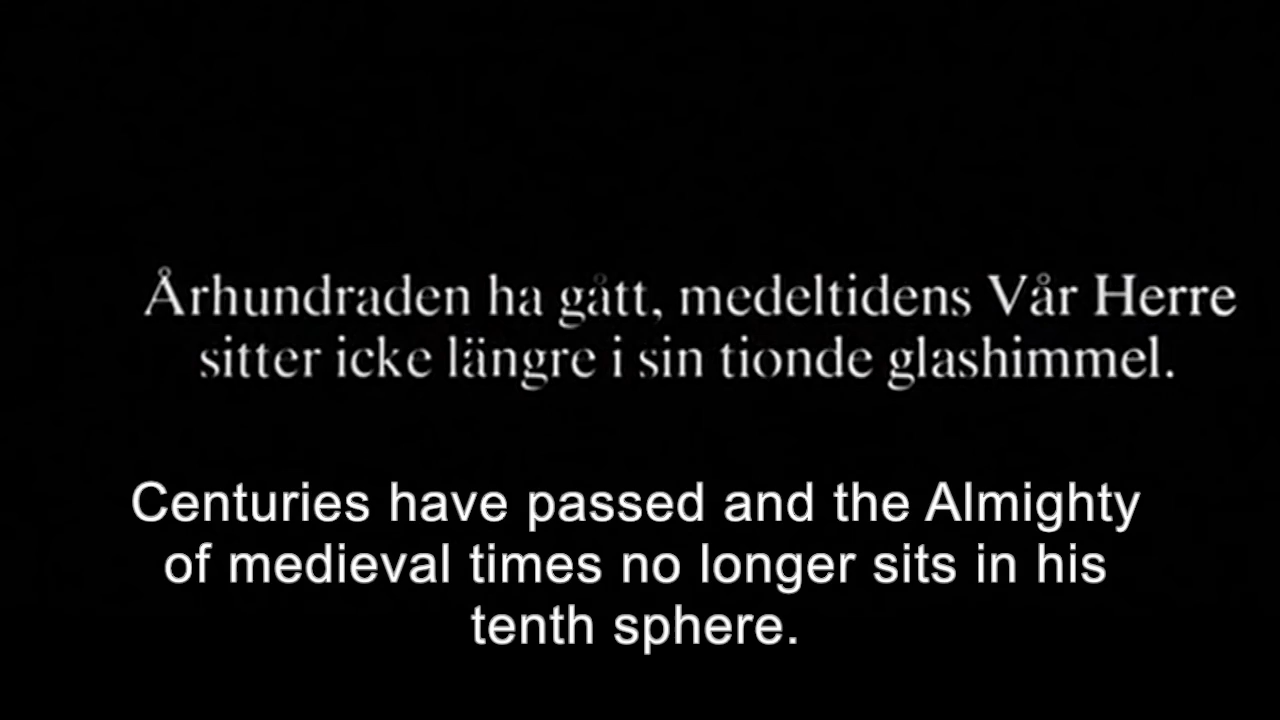 Århundraden ha gått, medeltidens Vår Herre
sitter icke längre i sin tionde glashimmel.
Centuries have passed and the Almighty
of medieval times no longer sits in his
tenth sphere.